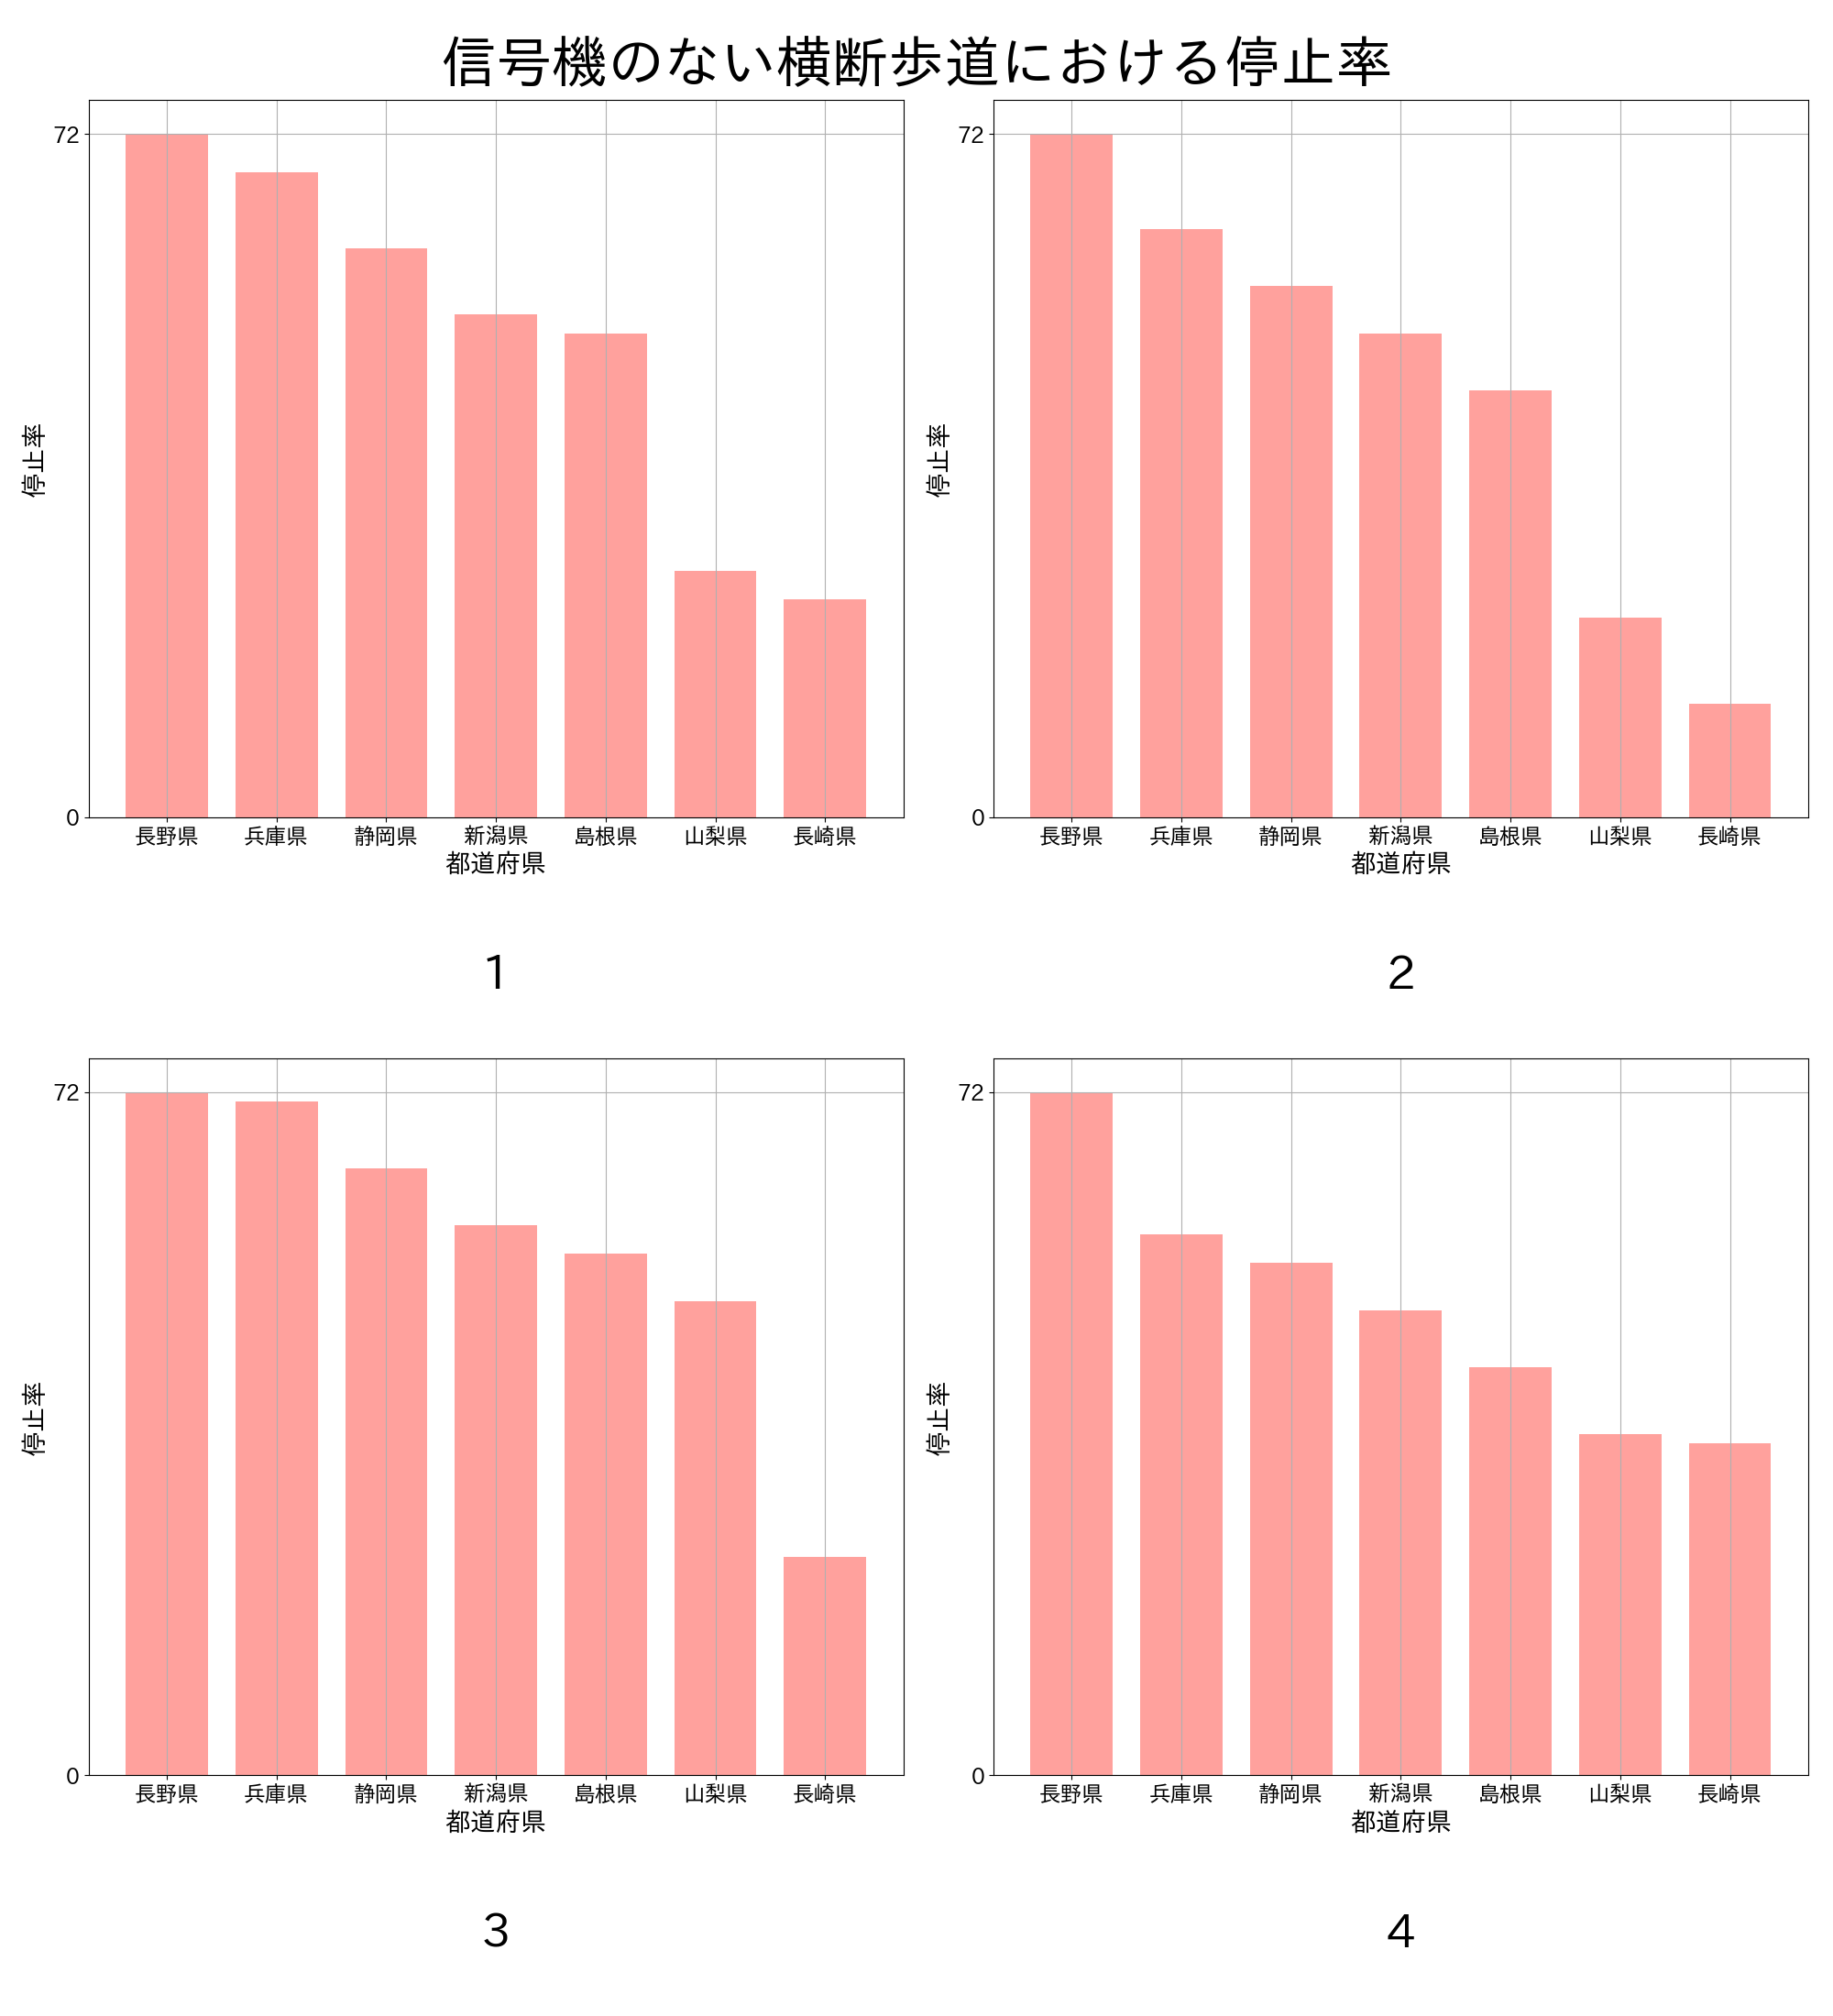 信号機のない横断歩道における停止率
72
0
停止率
長野県 兵庫県 静岡県 新潟県 島根県 山梨県 長崎県
都道府県
1
72
0
停止率
長野県 兵庫県 静岡県 新潟県 島根県 山梨県 長崎県
都道府県
2
72
0
停止率
長野県 兵庫県 静岡県 新潟県 島根県 山梨県 長崎県
都道府県
3
72
0
停止率
長野県 兵庫県 静岡県 新潟県 島根県 山梨県 長崎県
都道府県
4